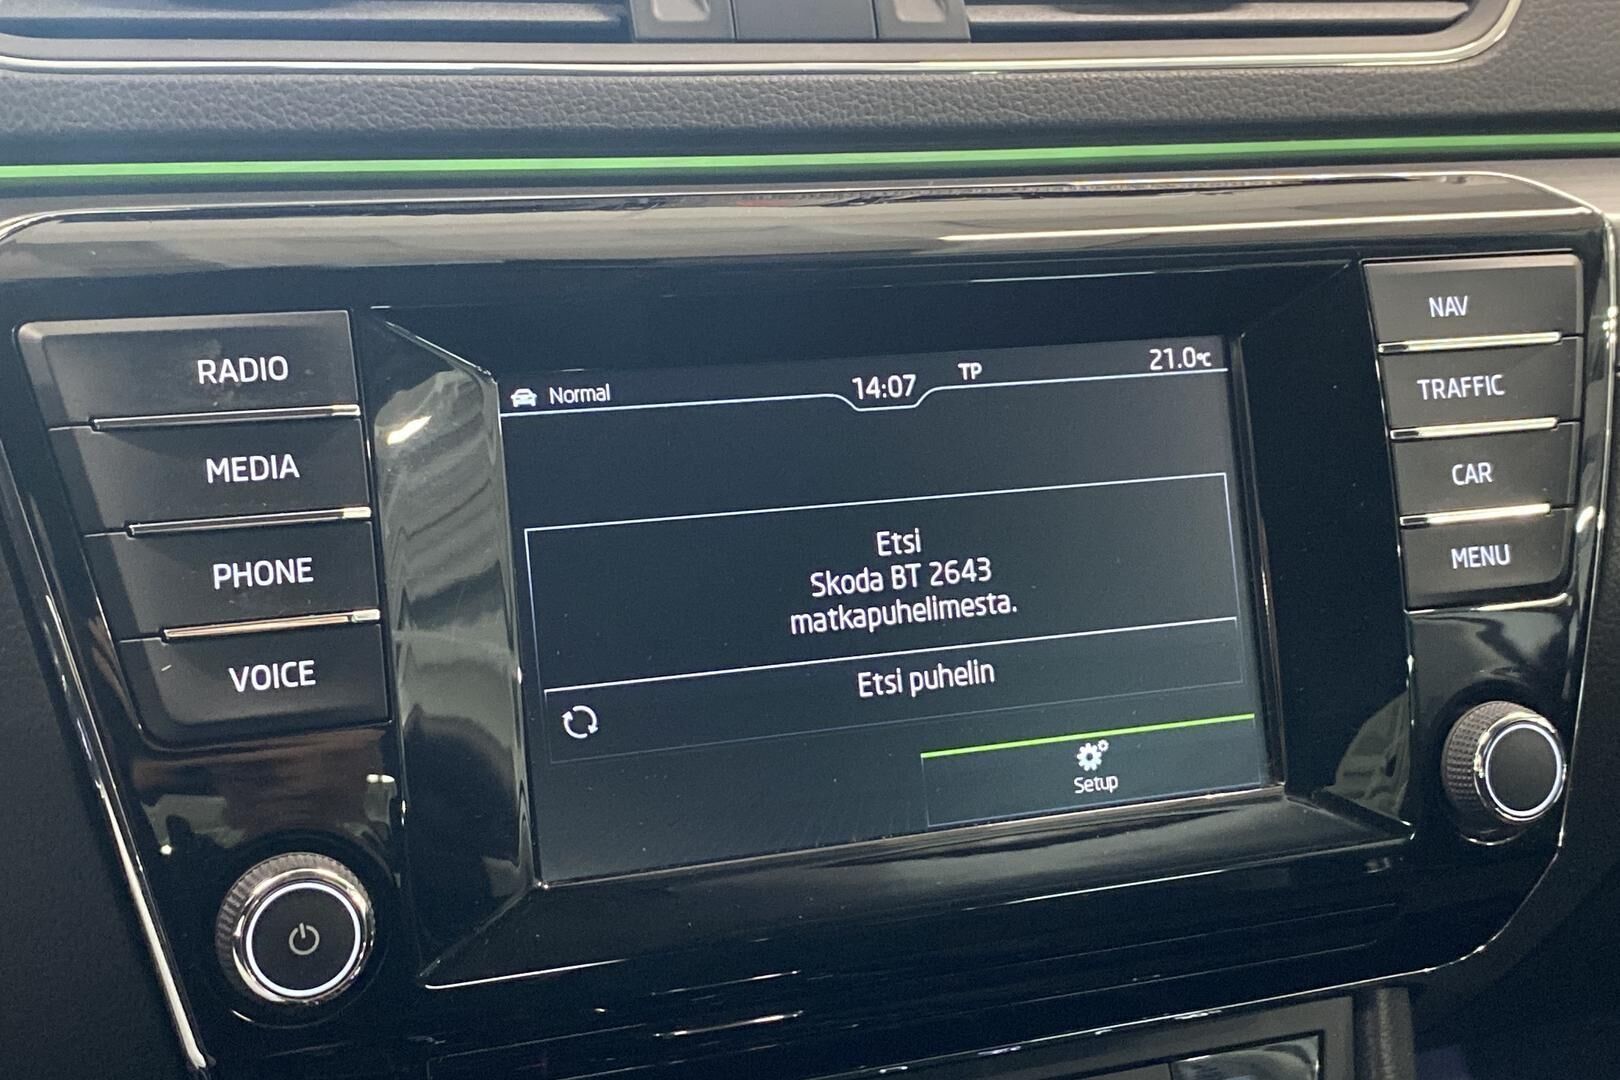 RADIO
MEDIA
PHONE
VOICE
Normal
14:07
TP
21.0°C
Etsi
Skoda BT 2643
matkapuhelimesta.
Etsi puhelin
Setup
NAV
TRAFFIC
CAR
MENU